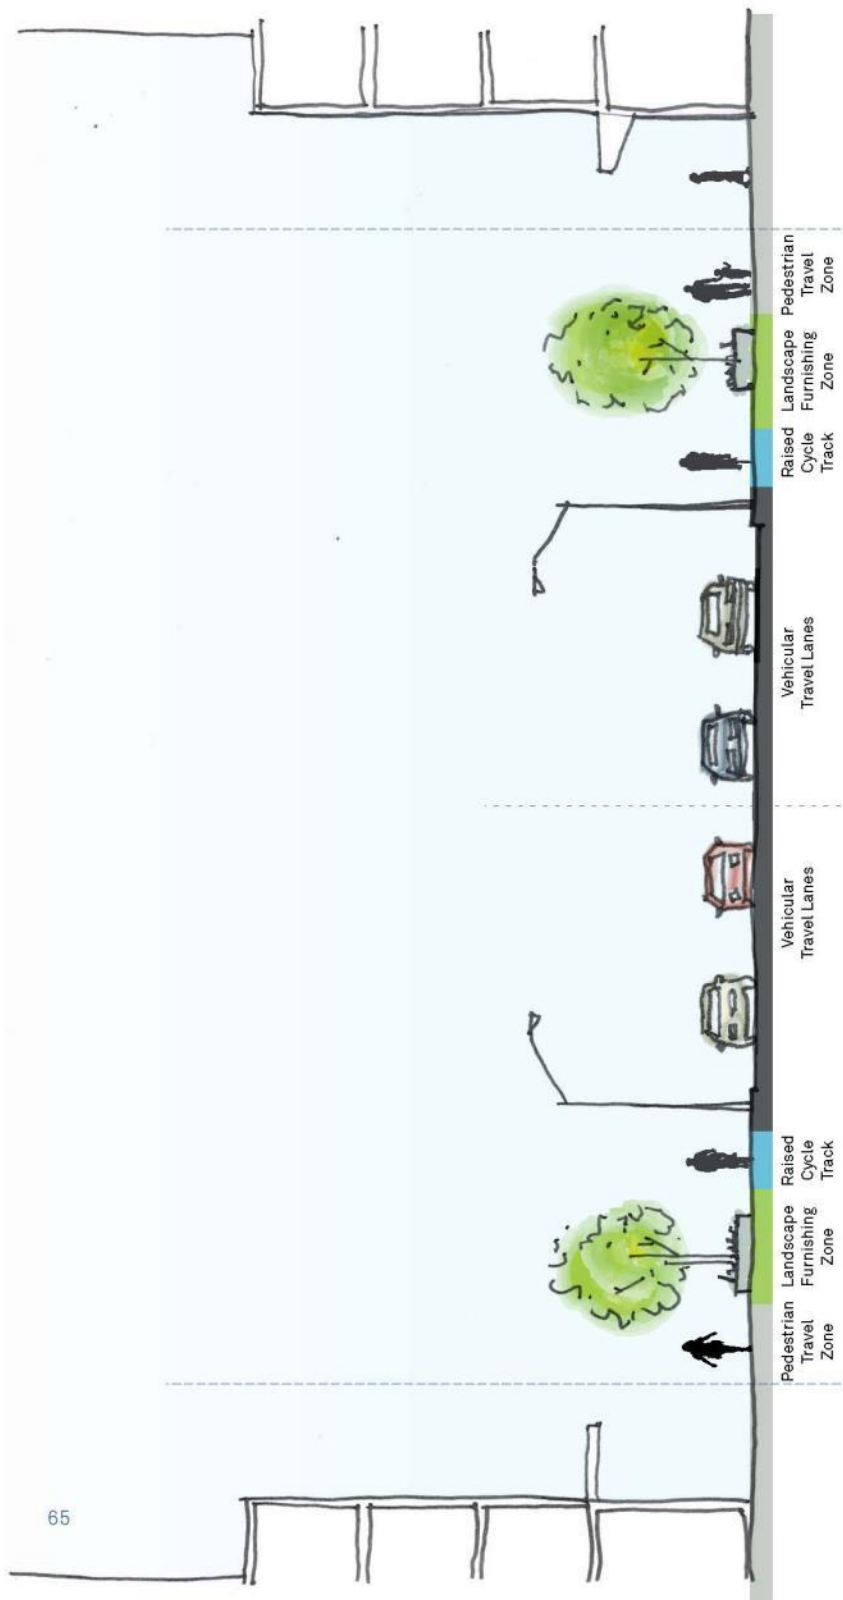 Pedestrian
Travel
Zone
Landscape
Furnishing
Zone
Raised
Cycle
Track
Vehicular
Travel Lanes
Vehicular
Travel Lanes
Raised
Cycle
Track
Landscape
Furnishing
Zone
Pedestrian
Travel
Zone
65